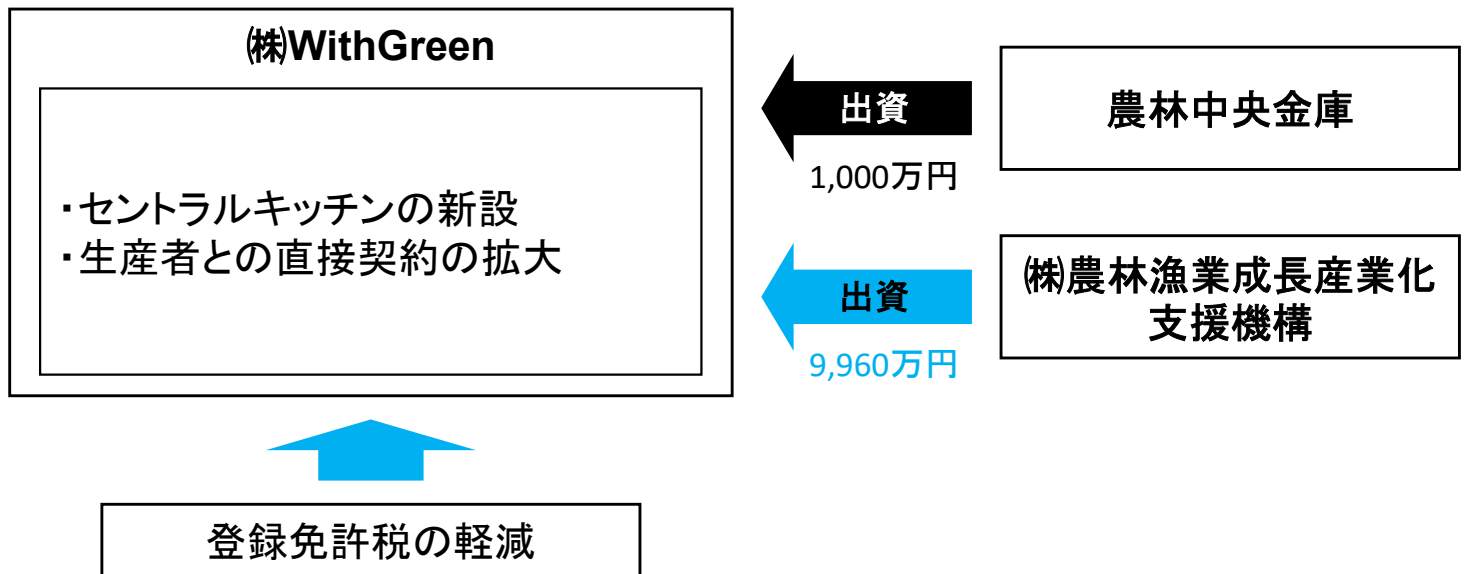 ㈱WithGreen
・セントラルキッチンの新設
・生産者との直接契約の拡大
出資
1,000万円
農林中央金庫
出資
9,960万円
㈱農林漁業成長産業化
支援機構
登録免許税の軽減